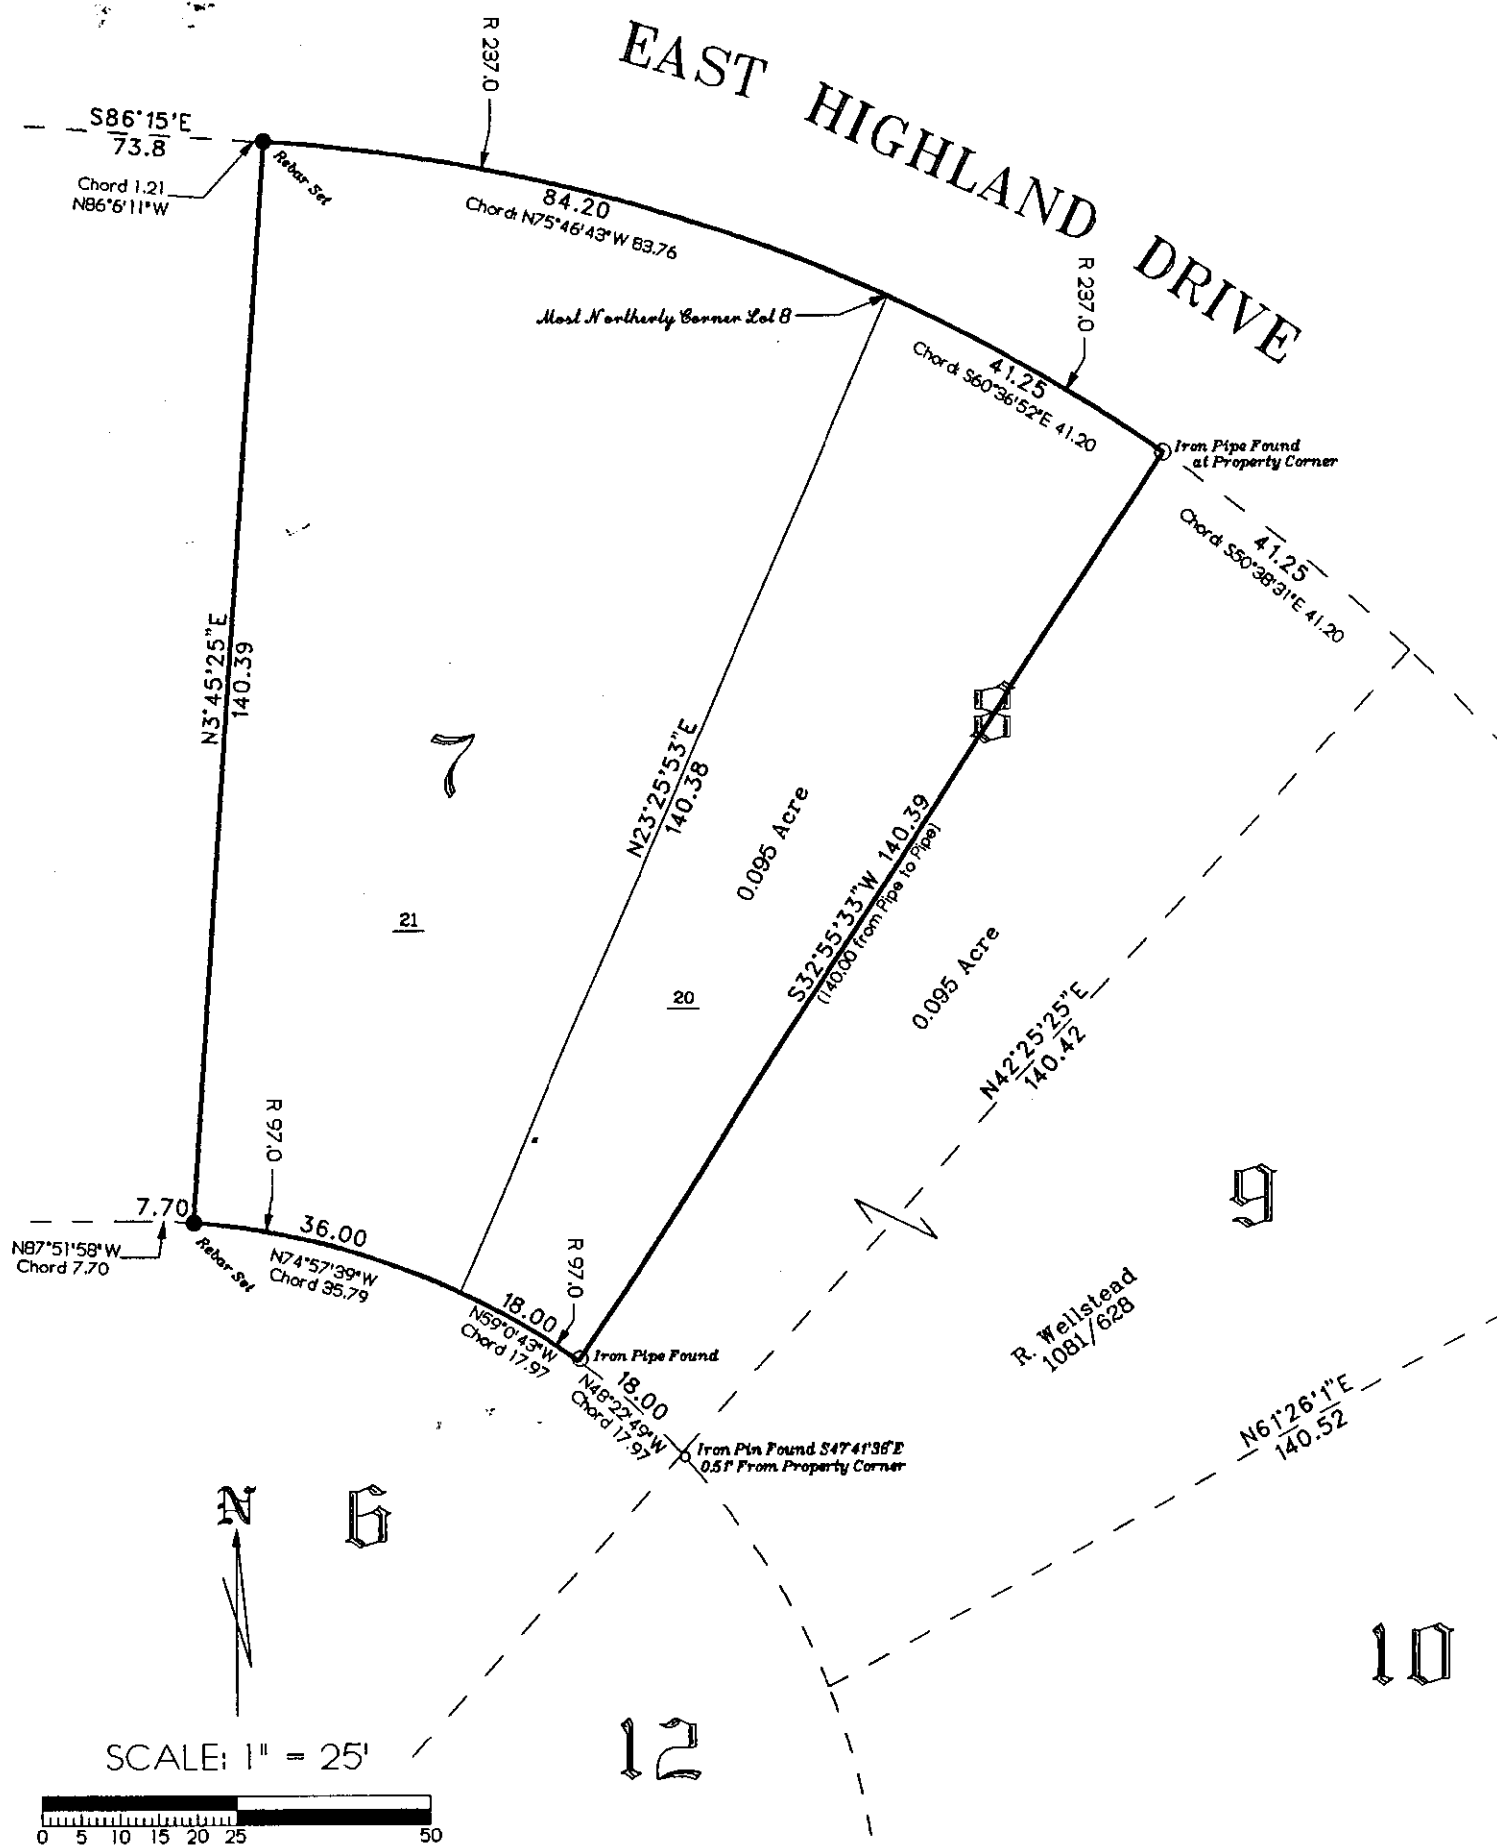 EAST HIGHLAND DRIVE
R 237.0
S86°15'E
73.8
Chord 1.21
N86°6'11"W
Rebar Set
84.20
Chord: N75°46'43"W 83.76
Most Northerly Corner Lot 8
R 237.0
41.25
Chord: S60°36'52"E 41.20
Iron Pipe Found
at Property Corner
41.25
Chord: S50°38'31"E 41.20
N3°45'25"E
140.39
7
N23°25'53"E
140.38
8
0.095 Acre
S32°55'33"W 140.39
(140.00 from Pipe to Pipe)
21
20
0.095 Acre
N42°25'25"E
140.42
R 97.0
7.70
N87°51'58"W
Chord 7.70
Rebar Set
36.00
N74°57'39"W
Chord 35.79
R 97.0
18.00
N59°0'43"W
Chord 17.97
Iron Pipe Found
18.00
N48°22'49"W
Chord 17.97
Iron Pin Found S47°41'36"E
0.51' From Property Corner
9
R. Wellstead
1081/628
N61°26'1"E
140.52
N
6
10
12
SCALE: 1" = 25'
0 5 10 15 20 25 50